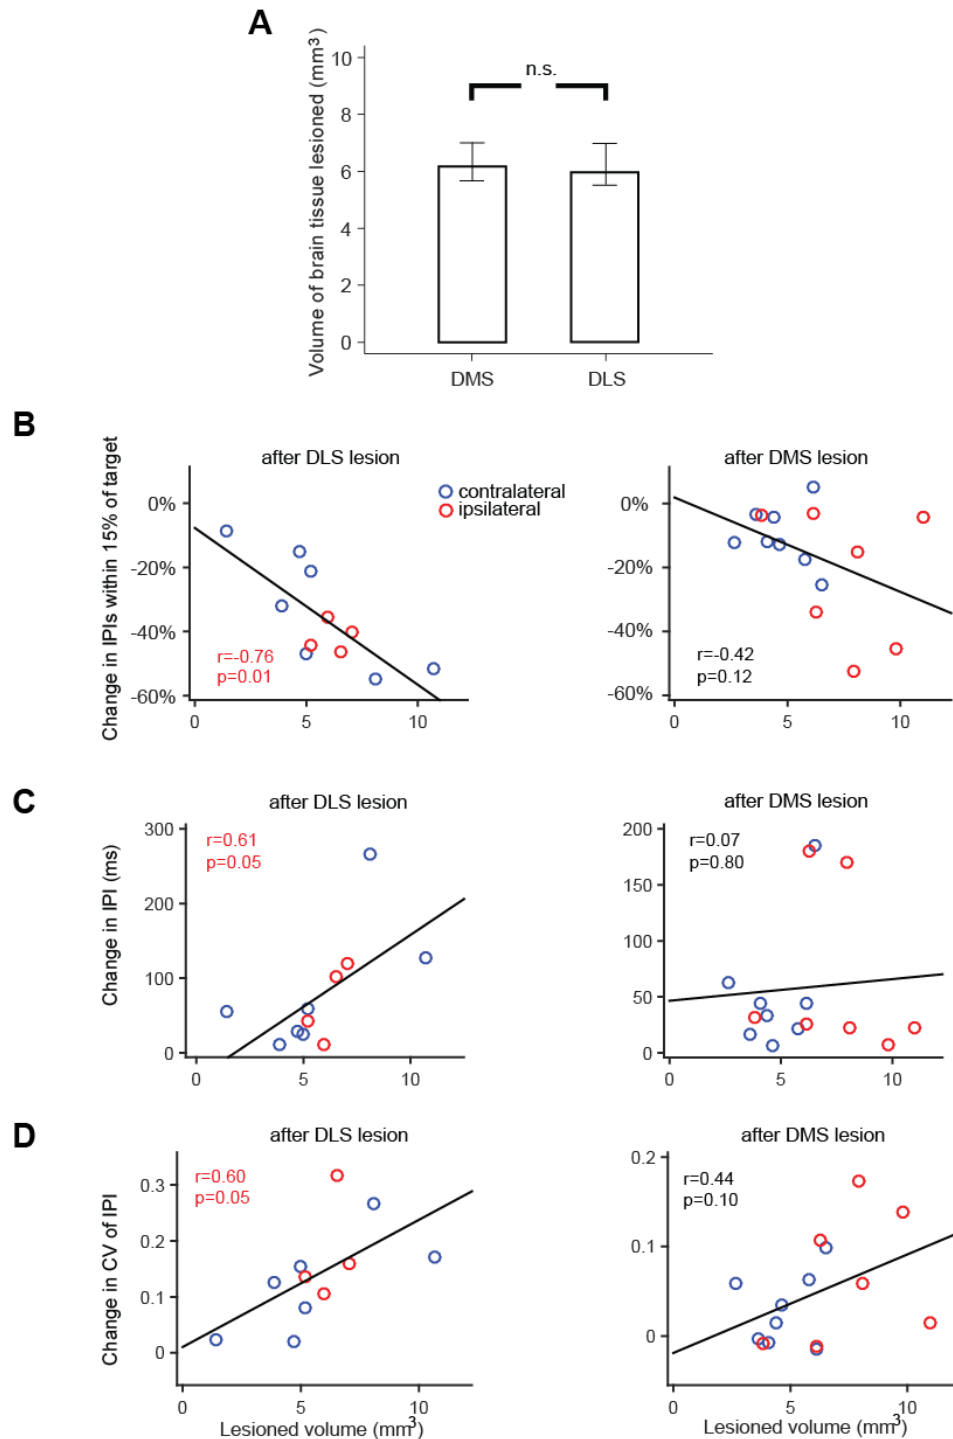 A
Volume of brain tissue lesioned (mm³)
10
8
6
4
2
0
n.s.
DMS
DLS
B
Change in IPIs within 15% of target
after DLS lesion
0%
-20%
-40%
-60%
r=-0.76
p=0.01
0
5
10
contralateral
ipsilateral
after DMS lesion
0%
-20%
-40%
-60%
r=-0.42
p=0.12
0
5
10
C
Change in IPI (ms)
after DLS lesion
300
200
100
0
r=0.61
p=0.05
0
5
10
after DMS lesion
200
150
100
50
0
r=0.07
p=0.80
0
5
10
D
Change in CV of IPI
after DLS lesion
0.3
0.2
0.1
0
r=0.60
p=0.05
0
5
10
Lesioned volume (mm³)
after DMS lesion
0.2
0.1
0
r=0.44
p=0.10
0
5
10
Lesioned volume (mm³)